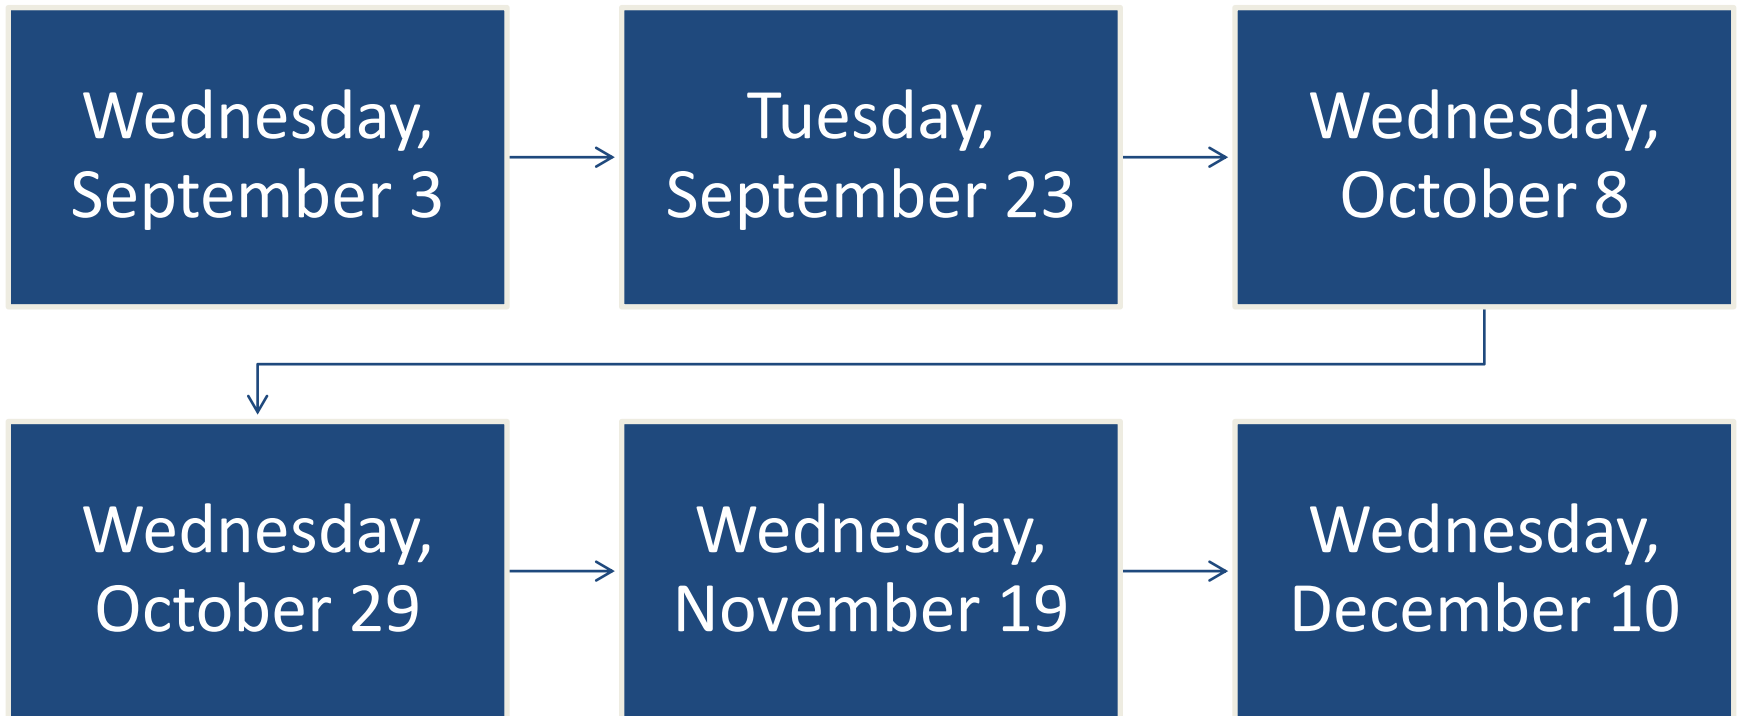 Wednesday,
September 3
Tuesday,
September 23
Wednesday,
October 8
Wednesday,
October 29
Wednesday,
November 19
Wednesday,
December 10